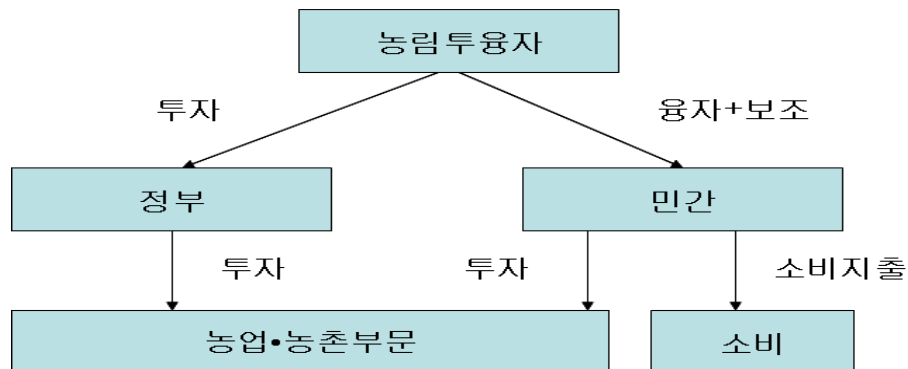 농림투융자
투자
융자+보조
정부
민간
투자
투자
소비지출
농업•농촌부문
소비